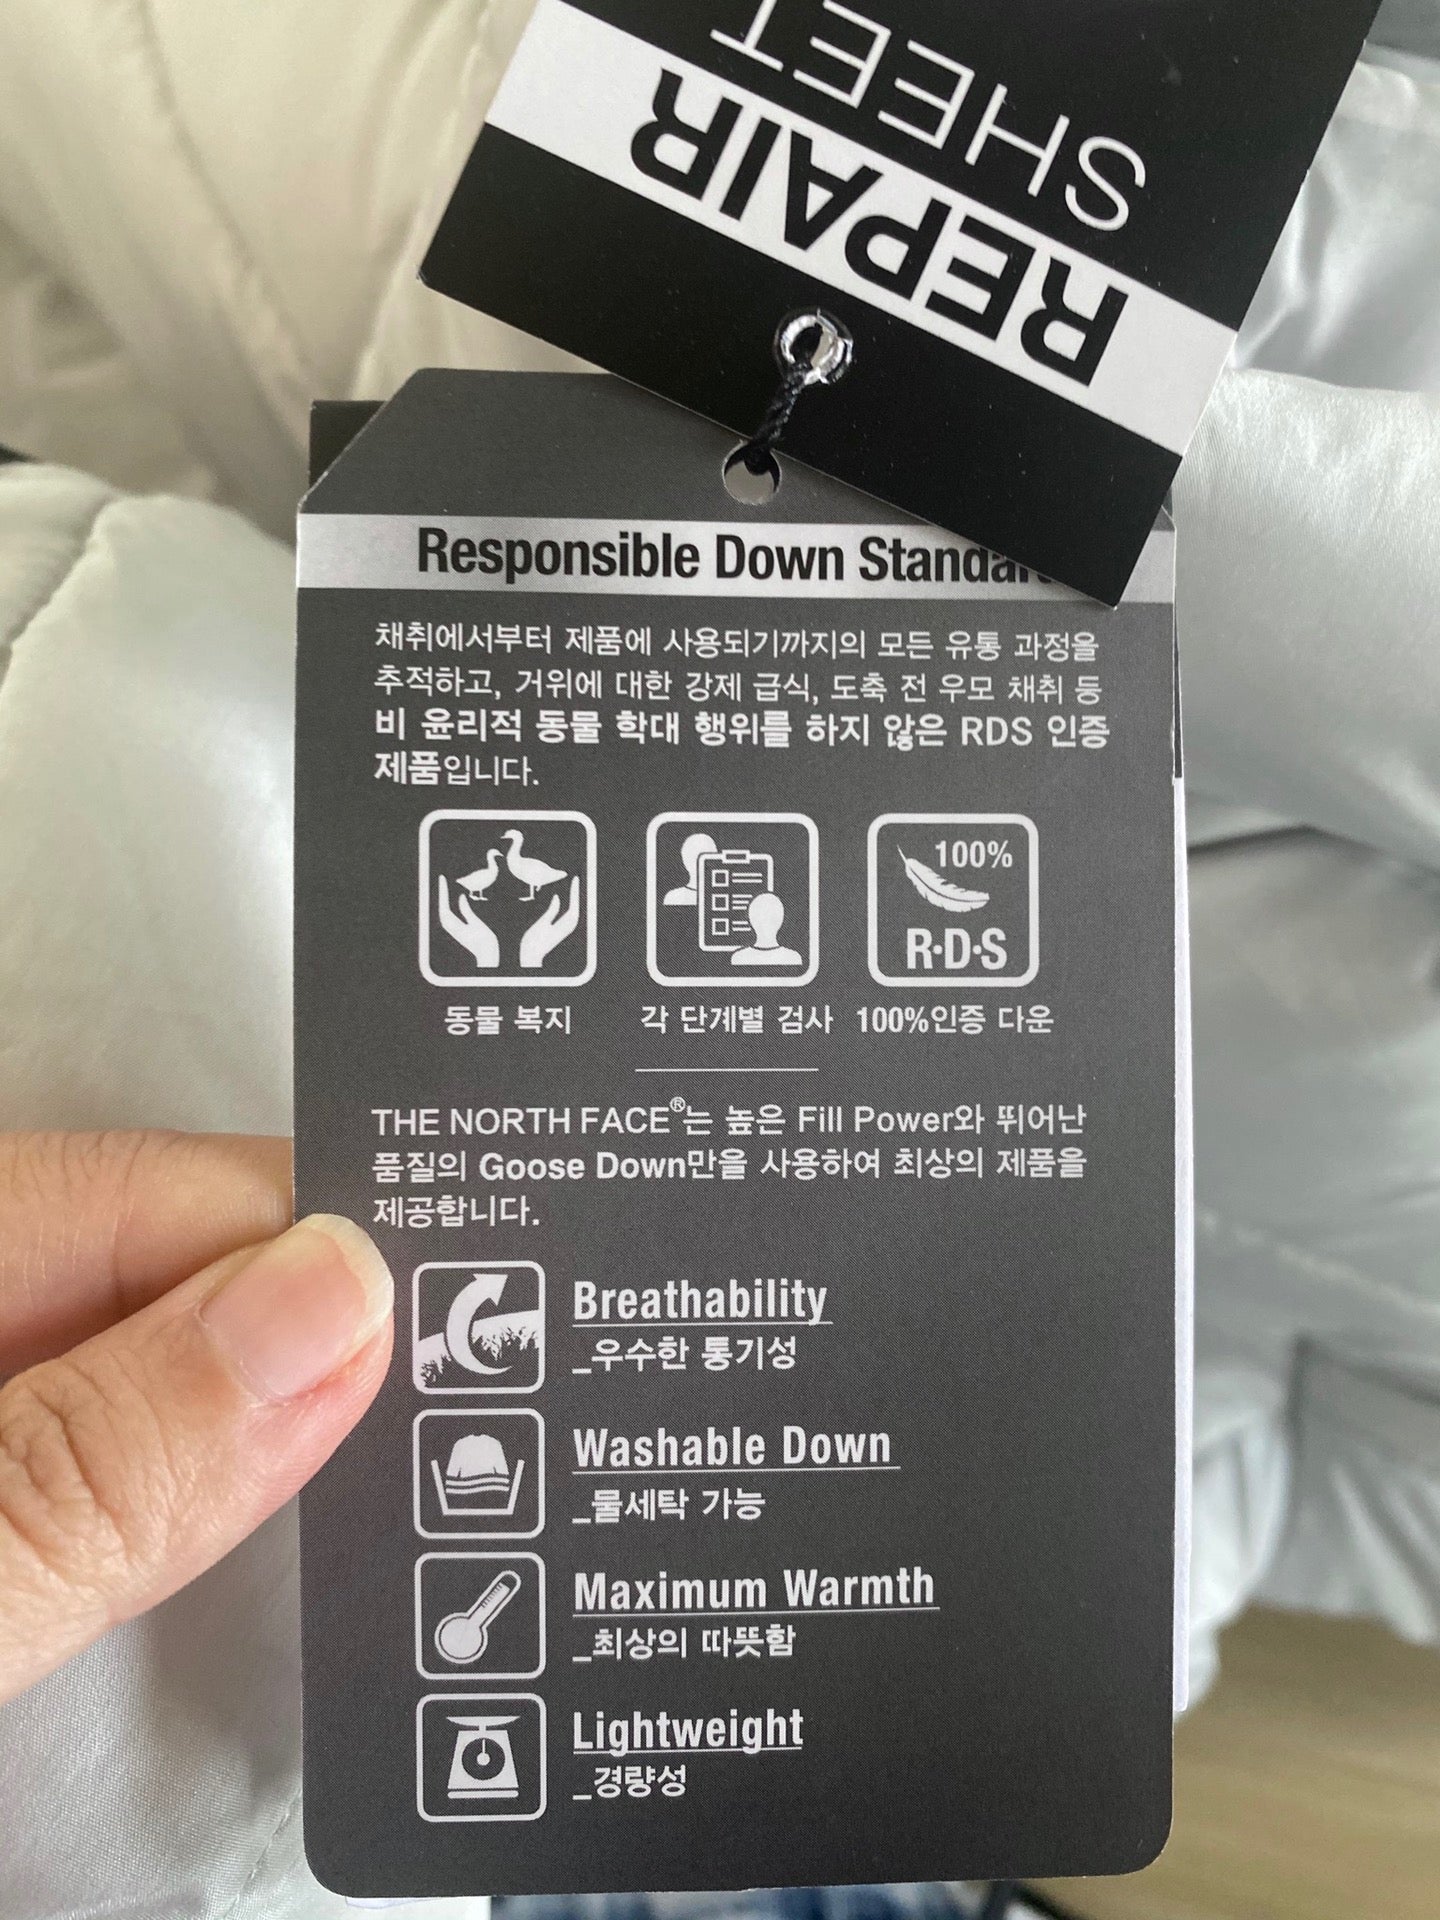 REPAIR
SHEET
Responsible Down Standard
채취에서부터 제품에 사용되기까지의 모든 유통 과정을
추적하고, 거위에 대한 강제 급식, 도축 전 우모 채취 등
비 윤리적 동물 학대 행위를 하지 않은 RDS 인증
제품입니다.
100%
R·D·S
동물 복지 각 단계별 검사 100%인증 다운
THE NORTH FACE®는 높은 Fill Power와 뛰어난
품질의 Goose Down만을 사용하여 최상의 제품을
제공합니다.
Breathability
_우수한 통기성
Washable Down
_물세탁 가능
Maximum Warmth
_최상의 따뜻함
Lightweight
_경량성